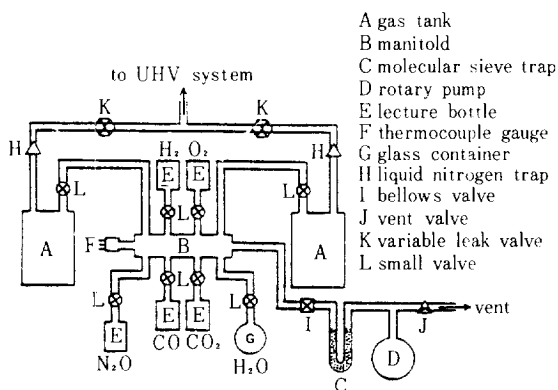 A gas tank
B manitold
C molecular sieve trap
D rotary pump
E lecture bottle
F thermocouple gauge
G glass container
H liquid nitrogen trap
I bellows valve
J vent valve
K variable leak valve
L small valve
to UHV system
K K
H H₂ O₂ H
L E E L
L
A F B A
L L L
E E E G I J vent
N₂O CO CO₂ H₂O D
C